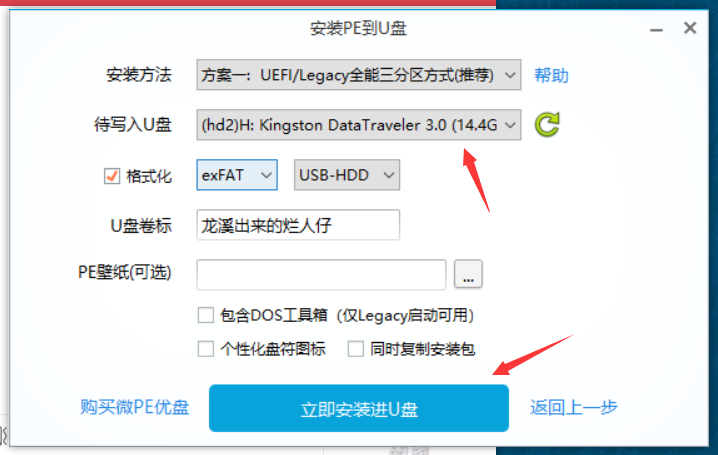 安装PE到U盘
安装方法 方案一：UEFI/Legacy全能三分区方式(推荐) 帮助
待写入U盘 (hd2)H: Kingston DataTraveler 3.0 (14.4G
格式化 exFAT USB-HDD
U盘卷标 龙溪出来的烂人仔
PE壁纸(可选) ...
包含DOS工具箱（仅Legacy启动可用）
个性化盘符图标 同时复制安装包
购买微PE优盘 立即安装进U盘 返回上一步